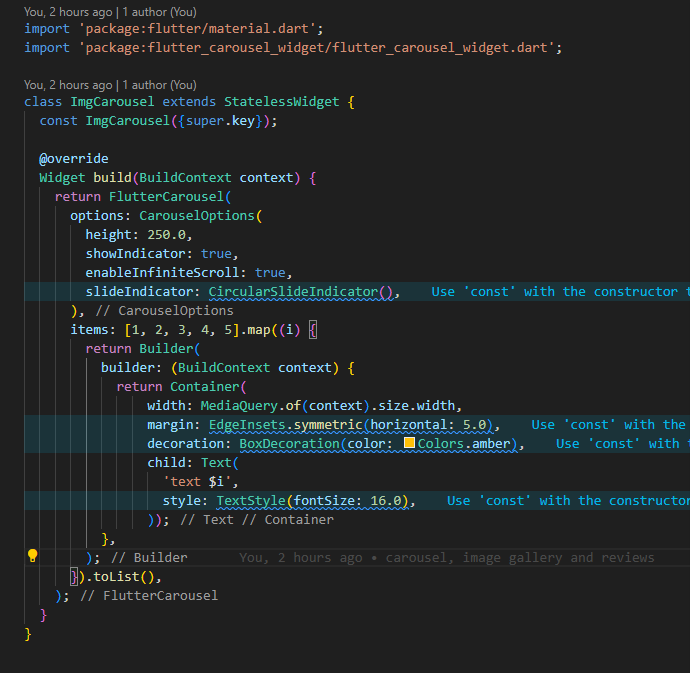 You, 2 hours ago | 1 author (You)
import 'package:flutter/material.dart';
import 'package:flutter_carousel_widget/flutter_carousel_widget.dart';
You, 2 hours ago | 1 author (You)
class ImgCarousel extends StatelessWidget {
  const ImgCarousel({super.key});
  @override
  Widget build(BuildContext context) {
    return FlutterCarousel(
      options: CarouselOptions(
        height: 250.0,
        showIndicator: true,
        enableInfiniteScroll: true,
        slideIndicator: CircularSlideIndicator(),    Use 'const' with the constructor
      ), // CarouselOptions
      items: [1, 2, 3, 4, 5].map((i) {
        return Builder(
          builder: (BuildContext context) {
            return Container(
                width: MediaQuery.of(context).size.width,
                margin: EdgeInsets.symmetric(horizontal: 5.0),    Use 'const' with the
                decoration: BoxDecoration(color: Colors.amber),    Use 'const' with
                child: Text(
                  'text $i',
                  style: TextStyle(fontSize: 16.0),    Use 'const' with the constructor
                )); // Text // Container
          },
        ); // Builder      You, 2 hours ago • carousel, image gallery and reviews
      }).toList(),
    ); // FlutterCarousel
  }
}